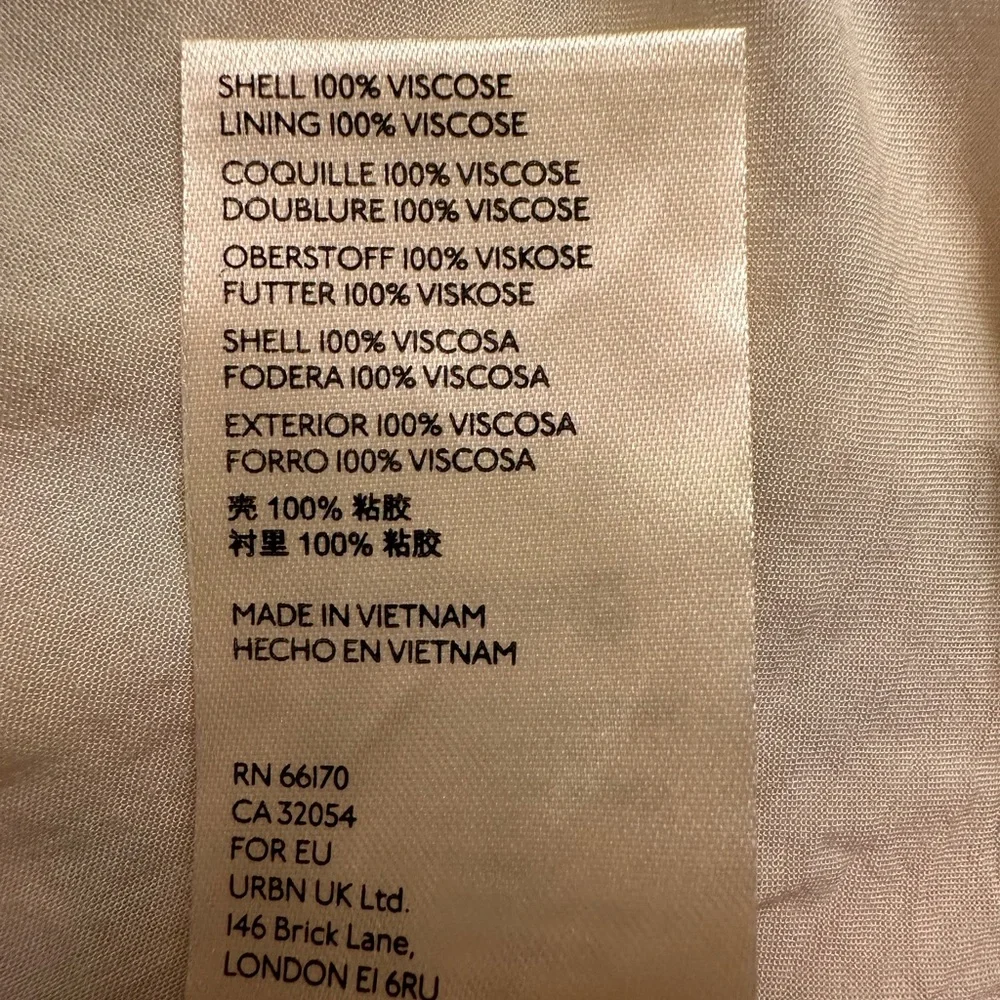 SHELL 100% VISCOSE
LINING 100% VISCOSE
COQUILLE 100% VISCOSE
DOUBLURE 100% VISCOSE
OBERSTOFF 100% VISKOSE
FUTTER 100% VISKOSE
SHELL 100% VISCOSA
FODERA 100% VISCOSA
EXTERIOR 100% VISCOSA
FORRO 100% VISCOSA
壳 100% 粘胶
衬里 100% 粘胶
MADE IN VIETNAM
HECHO EN VIETNAM
RN 66170
CA 32054
FOR EU
URBN UK Ltd.
146 Brick Lane,
LONDON E1 6RU